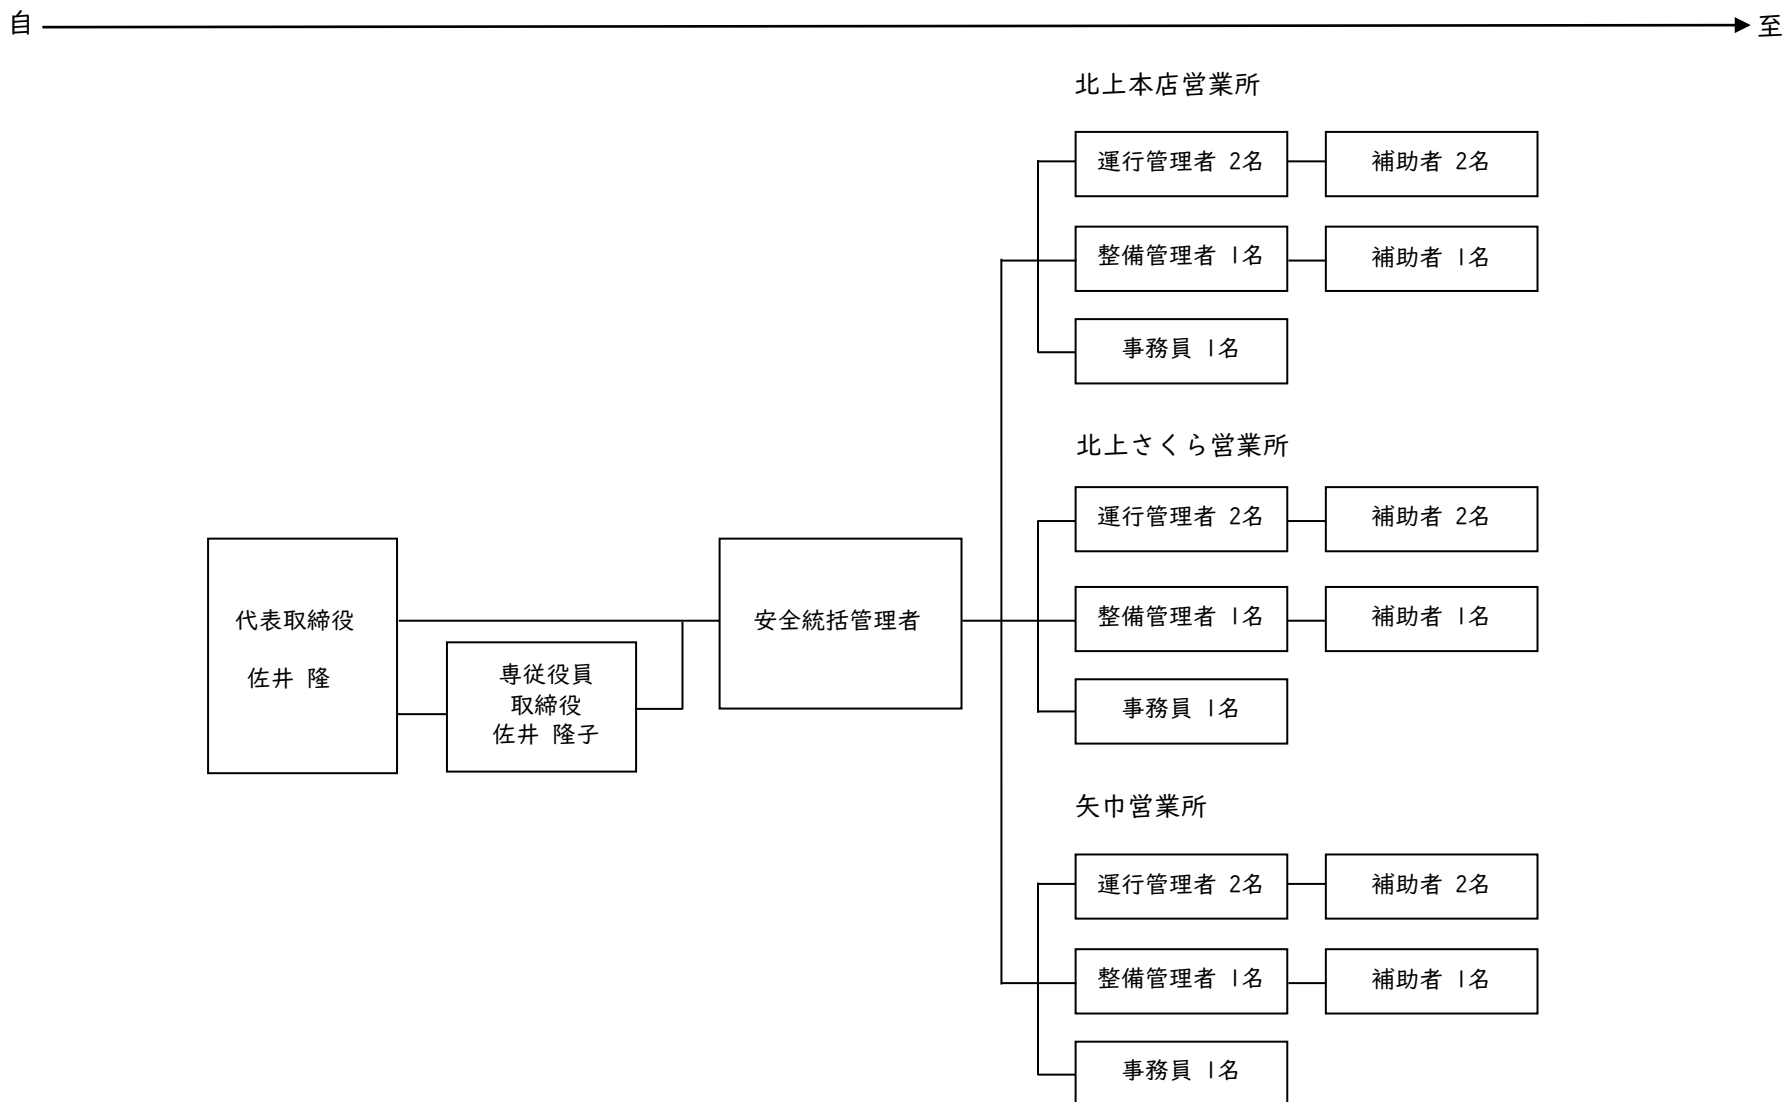 自
至
北上本店営業所
運行管理者 2名
補助者 2名
整備管理者 1名
補助者 1名
事務員 1名
北上さくら営業所
運行管理者 2名
補助者 2名
整備管理者 1名
補助者 1名
事務員 1名
代表取締役
佐井 隆
専従役員
取締役
佐井 隆子
安全統括管理者
矢巾営業所
運行管理者 2名
補助者 2名
整備管理者 1名
補助者 1名
事務員 1名